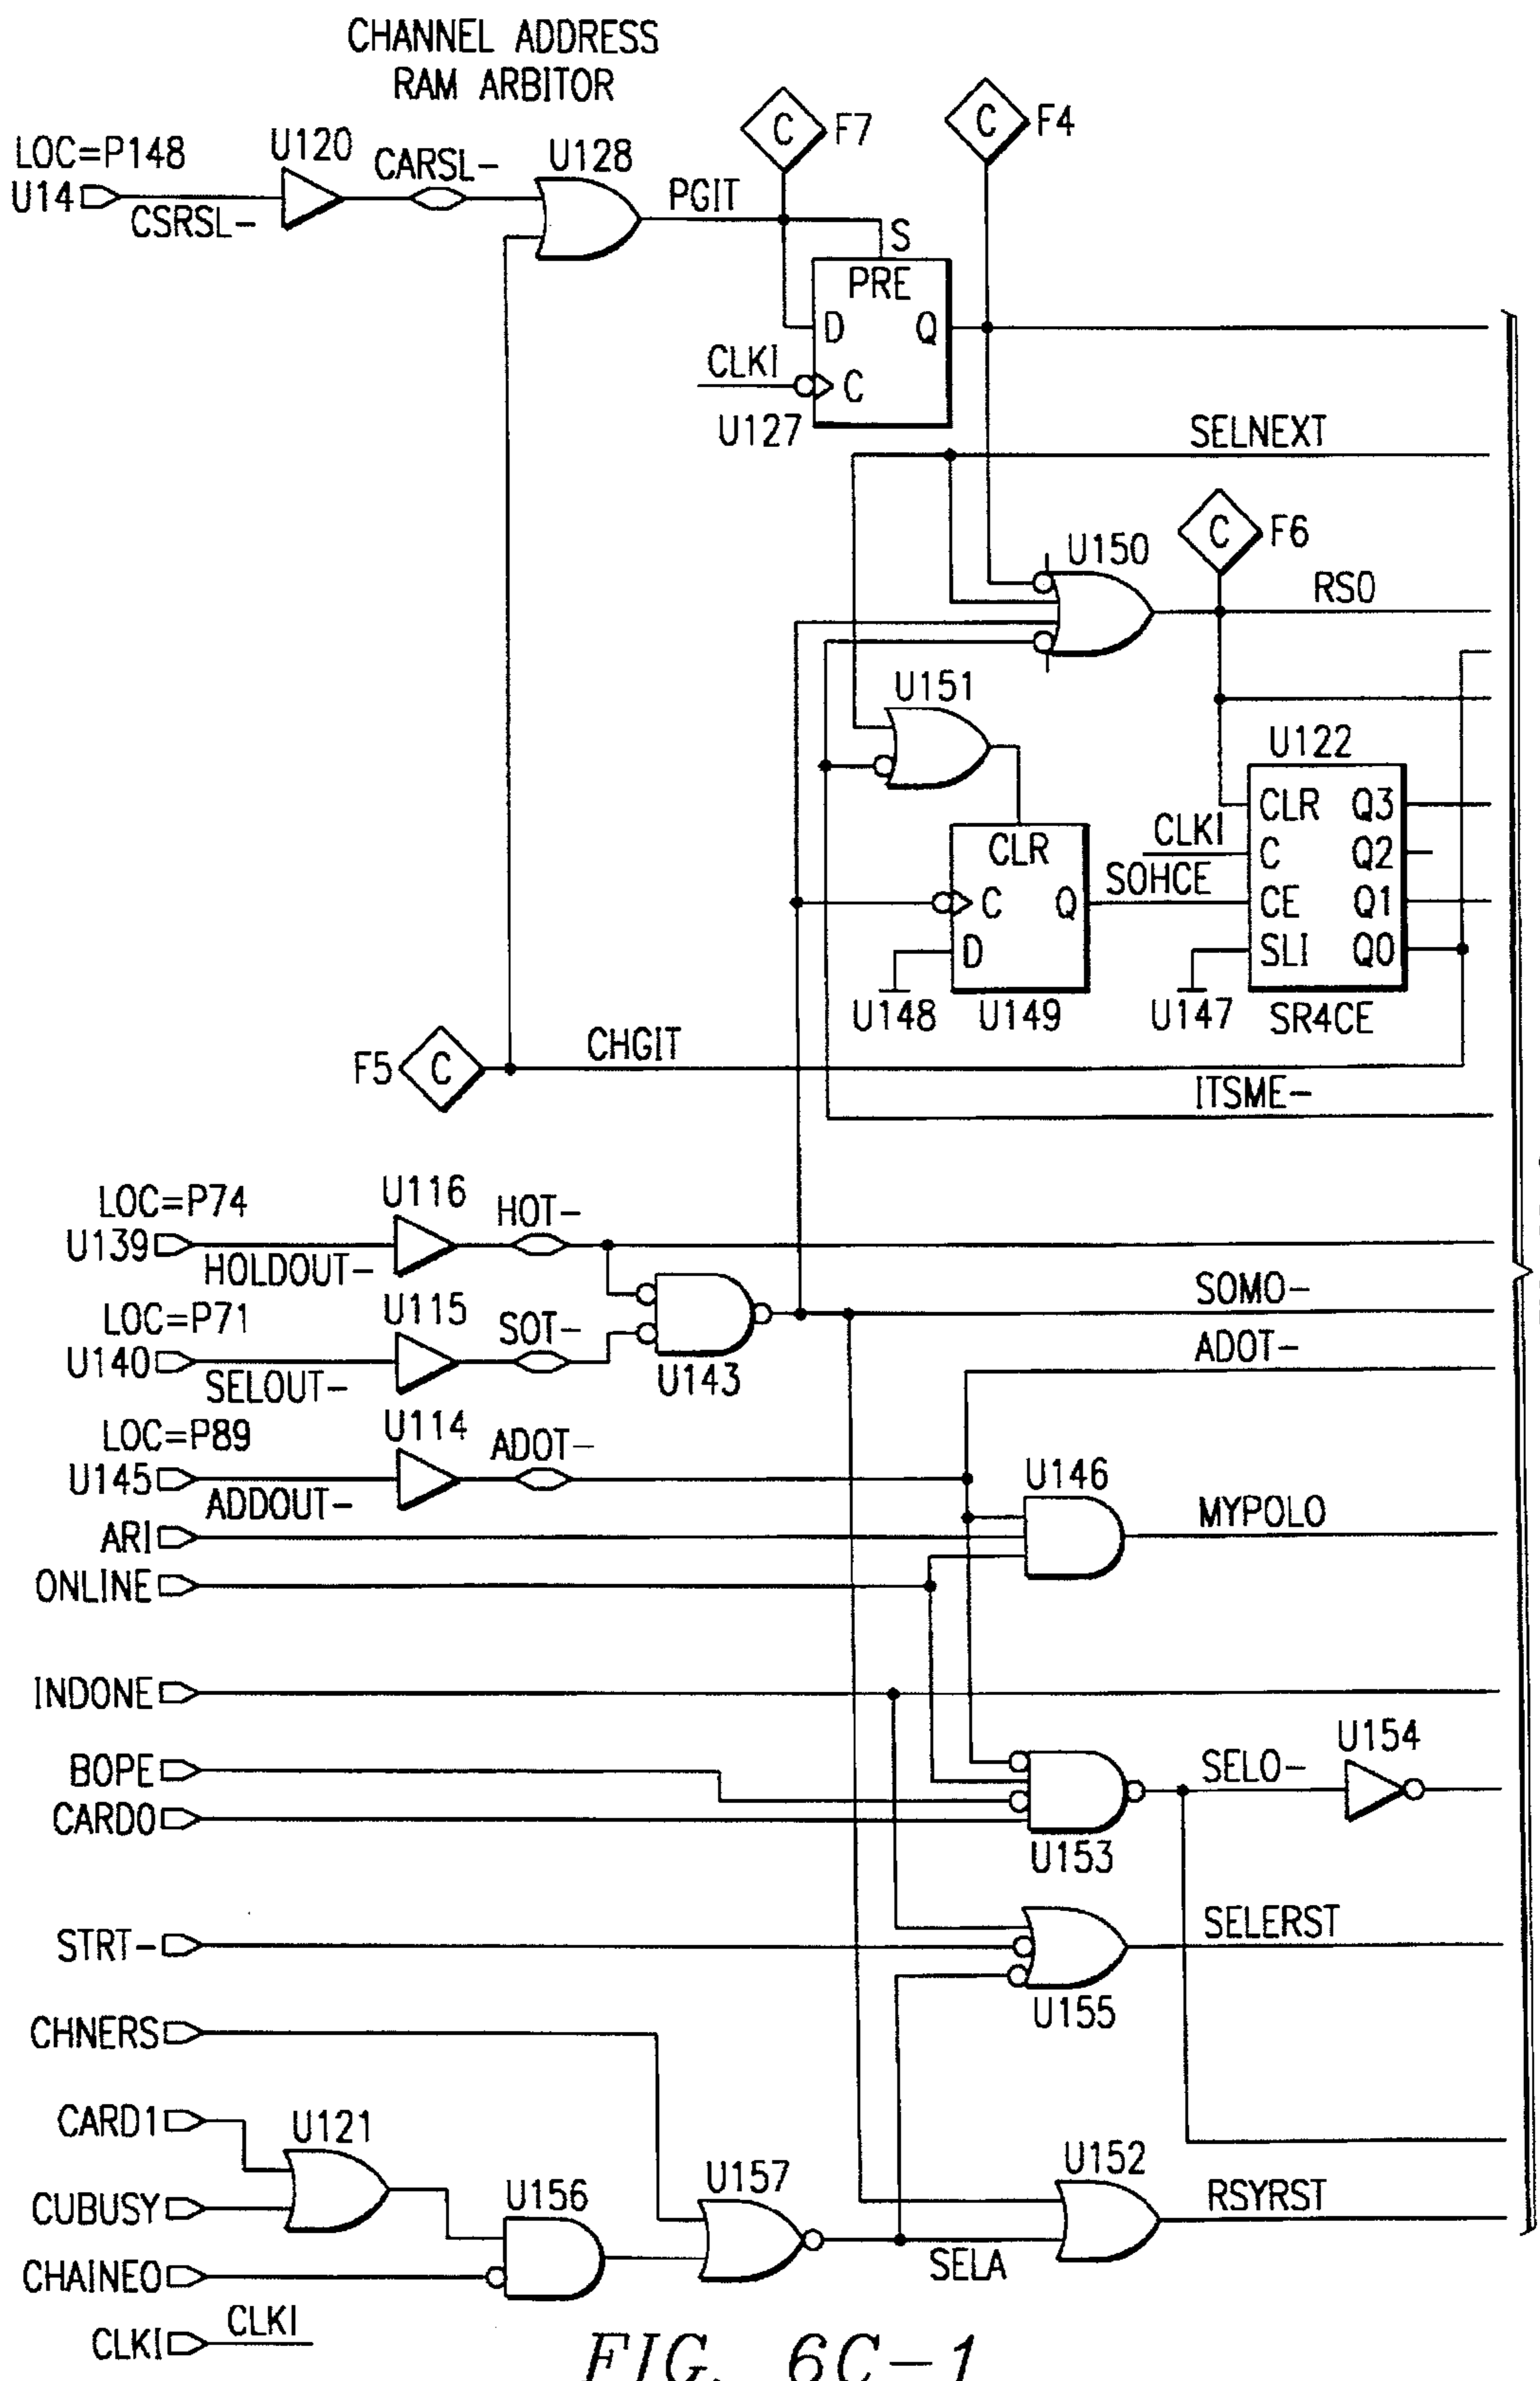 CHANNEL ADDRESS
RAM ARBITOR
LOC=P148
U14
CSRSL-
U120
CARSL-
U128
PGIT
C
F7
C
F4
S
PRE
D
Q
CLKI
C
U127
SELNEXT
C
F6
U150
RSO
U151
U122
CLR
Q3
CLKI
C
Q2
SOHCE
CE
Q1
SLI
Q0
CLR
C
Q
D
U148
U149
U147
SR4CE
F5
C
CHGIT
ITSME-
LOC=P74
U139
HOLDOUT-
U116
HOT-
LOC=P71
U140
SELOUT-
U115
SOT-
U143
SOMO-
ADOT-
LOC=P89
U145
ADDOUT-
U114
ADOT-
ARI
ONLINE
U146
MYPOLO
INDONE
BOPE
CARDO
U153
SELO-
U154
STRT-
SELERST
U155
CHNERS
CARD1
U121
CUBUSY
U156
CHAINEO
U157
SELA
U152
RSYRST
CLKI
CLKI
FIG. 6C-1